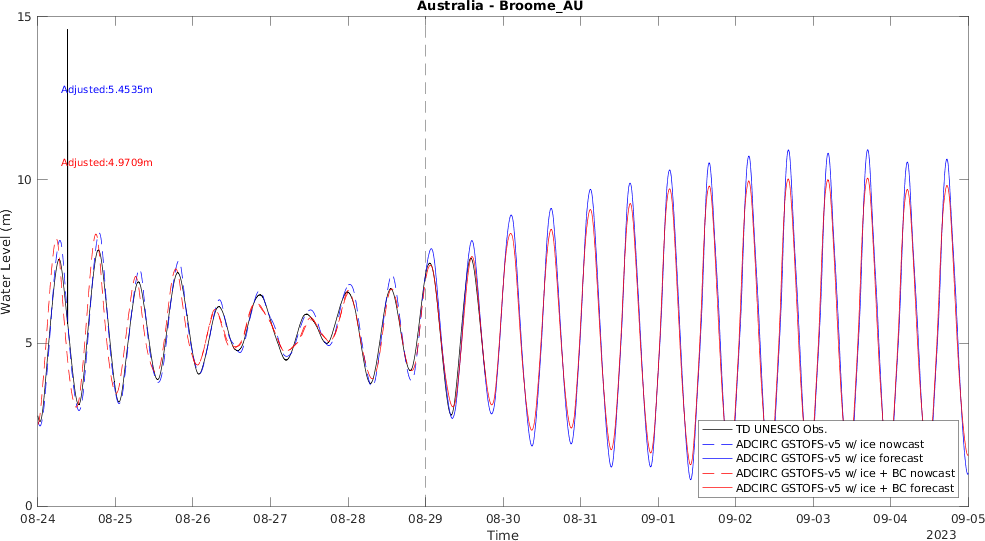 Australia - Broome_AU
15
10
5
0
Water Level (m)
Adjusted:5.4535m
Adjusted:4.9709m
TD UNESCO Obs.
ADCIRC GSTOFS-v5 w/ ice nowcast
ADCIRC GSTOFS-v5 w/ ice forecast
ADCIRC GSTOFS-v5 w/ ice + BC nowcast
ADCIRC GSTOFS-v5 w/ ice + BC forecast
08-24 08-25 08-26 08-27 08-28 08-29 08-30 08-31 09-01 09-02 09-03 09-04 09-05
Time
2023